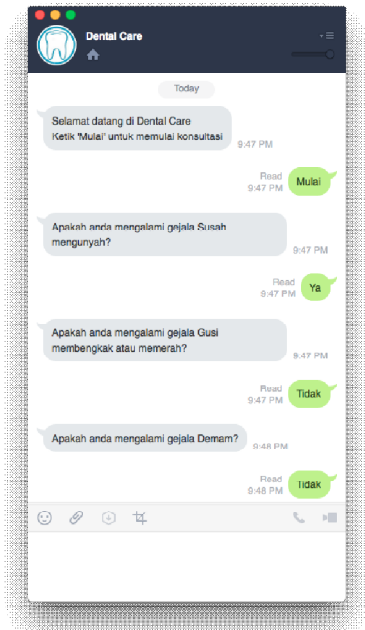 Dental Care
Today
Selamat datang di Dental Care
Ketik 'Mulai' untuk memulai konsultasi
9:47 PM
Read
9:47 PM
Mulai
Apakah anda mengalami gejala Susah
mengunyah?
9:47 PM
Read
9:47 PM
Ya
Apakah anda mengalami gejala Gusi
membengkak atau memerah?
9:47 PM
Read
9:47 PM
Tidak
Apakah anda mengalami gejala Demam?
9:48 PM
Read
9:48 PM
Tidak